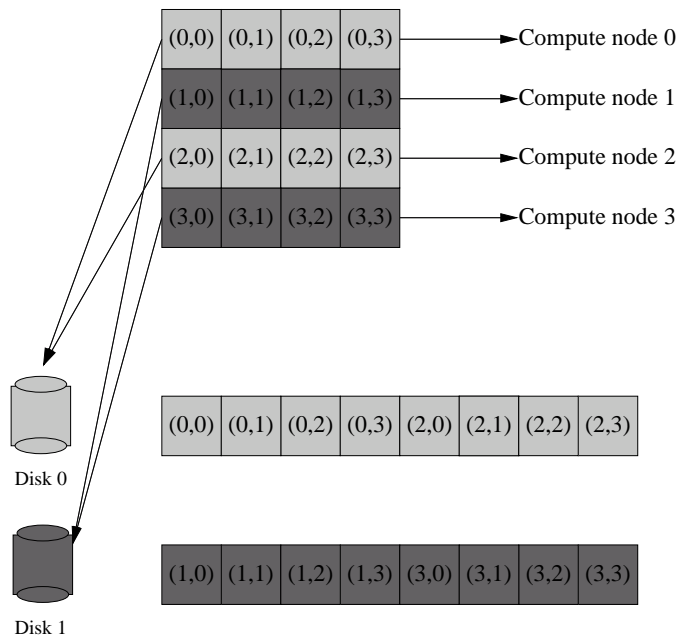 (0,0) (0,1) (0,2) (0,3) Compute node 0
(1,0) (1,1) (1,2) (1,3) Compute node 1
(2,0) (2,1) (2,2) (2,3) Compute node 2
(3,0) (3,1) (3,2) (3,3) Compute node 3
(0,0) (0,1) (0,2) (0,3) (2,0) (2,1) (2,2) (2,3)
Disk 0
(1,0) (1,1) (1,2) (1,3) (3,0) (3,1) (3,2) (3,3)
Disk 1